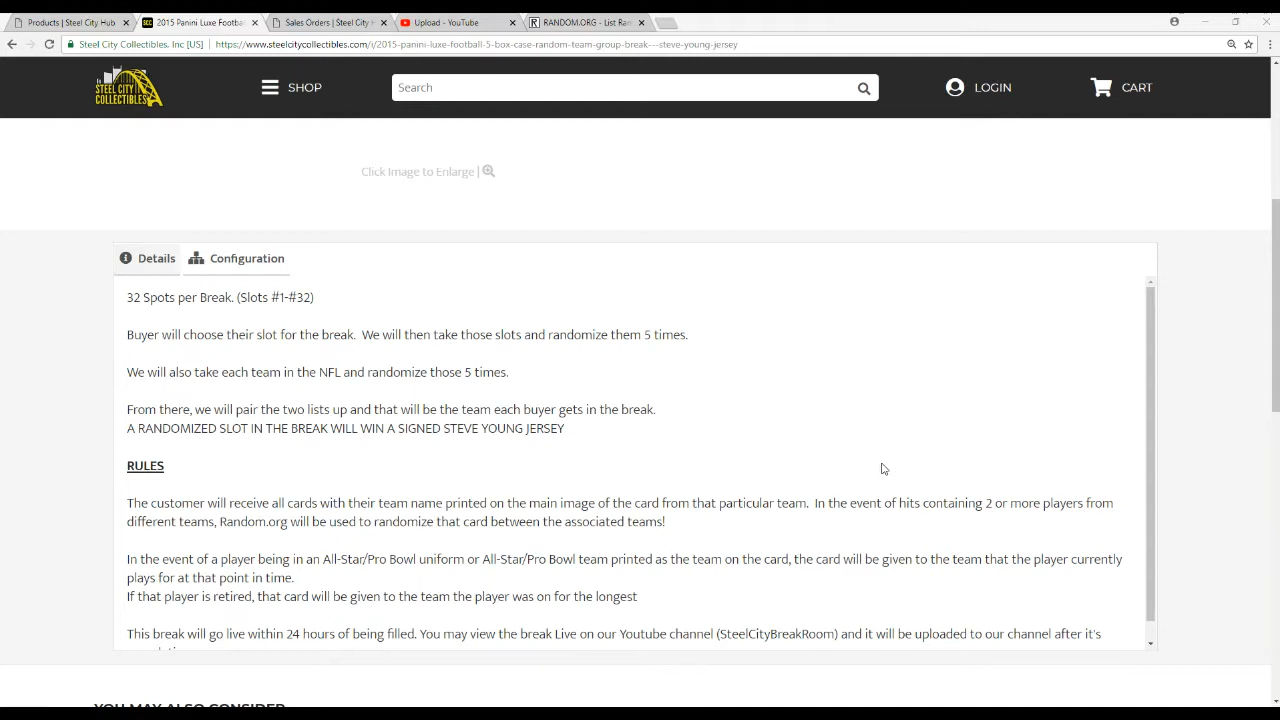 Products | Steel City Hub
2015 Panini Luxe Footba
Sales Orders | Steel City H
Upload - YouTube
RANDOM.ORG - List Ran
Steel City Collectibles, Inc [US] | https://www.steelcitycollectibles.com/i/2015-panini-luxe-football-5-box-case-random-team-group-break---steve-young-jersey
STEEL CITY
COLLECTIBLES
SHOP
Search
LOGIN
CART
Click Image to Enlarge |
Details
Configuration
32 Spots per Break. (Slots #1-#32)
Buyer will choose their slot for the break. We will then take those slots and randomize them 5 times.
We will also take each team in the NFL and randomize those 5 times.
From there, we will pair the two lists up and that will be the team each buyer gets in the break.
A RANDOMIZED SLOT IN THE BREAK WILL WIN A SIGNED STEVE YOUNG JERSEY
RULES
The customer will receive all cards with their team name printed on the main image of the card from that particular team. In the event of hits containing 2 or more players from
different teams, Random.org will be used to randomize that card between the associated teams!
In the event of a player being in an All-Star/Pro Bowl uniform or All-Star/Pro Bowl team printed as the team on the card, the card will be given to the team that the player currently
plays for at that point in time.
If that player is retired, that card will be given to the team the player was on for the longest
This break will go live within 24 hours of being filled. You may view the break Live on our Youtube channel (SteelCityBreakRoom) and it will be uploaded to our channel after it's
YOU MAY ALSO CONSIDER